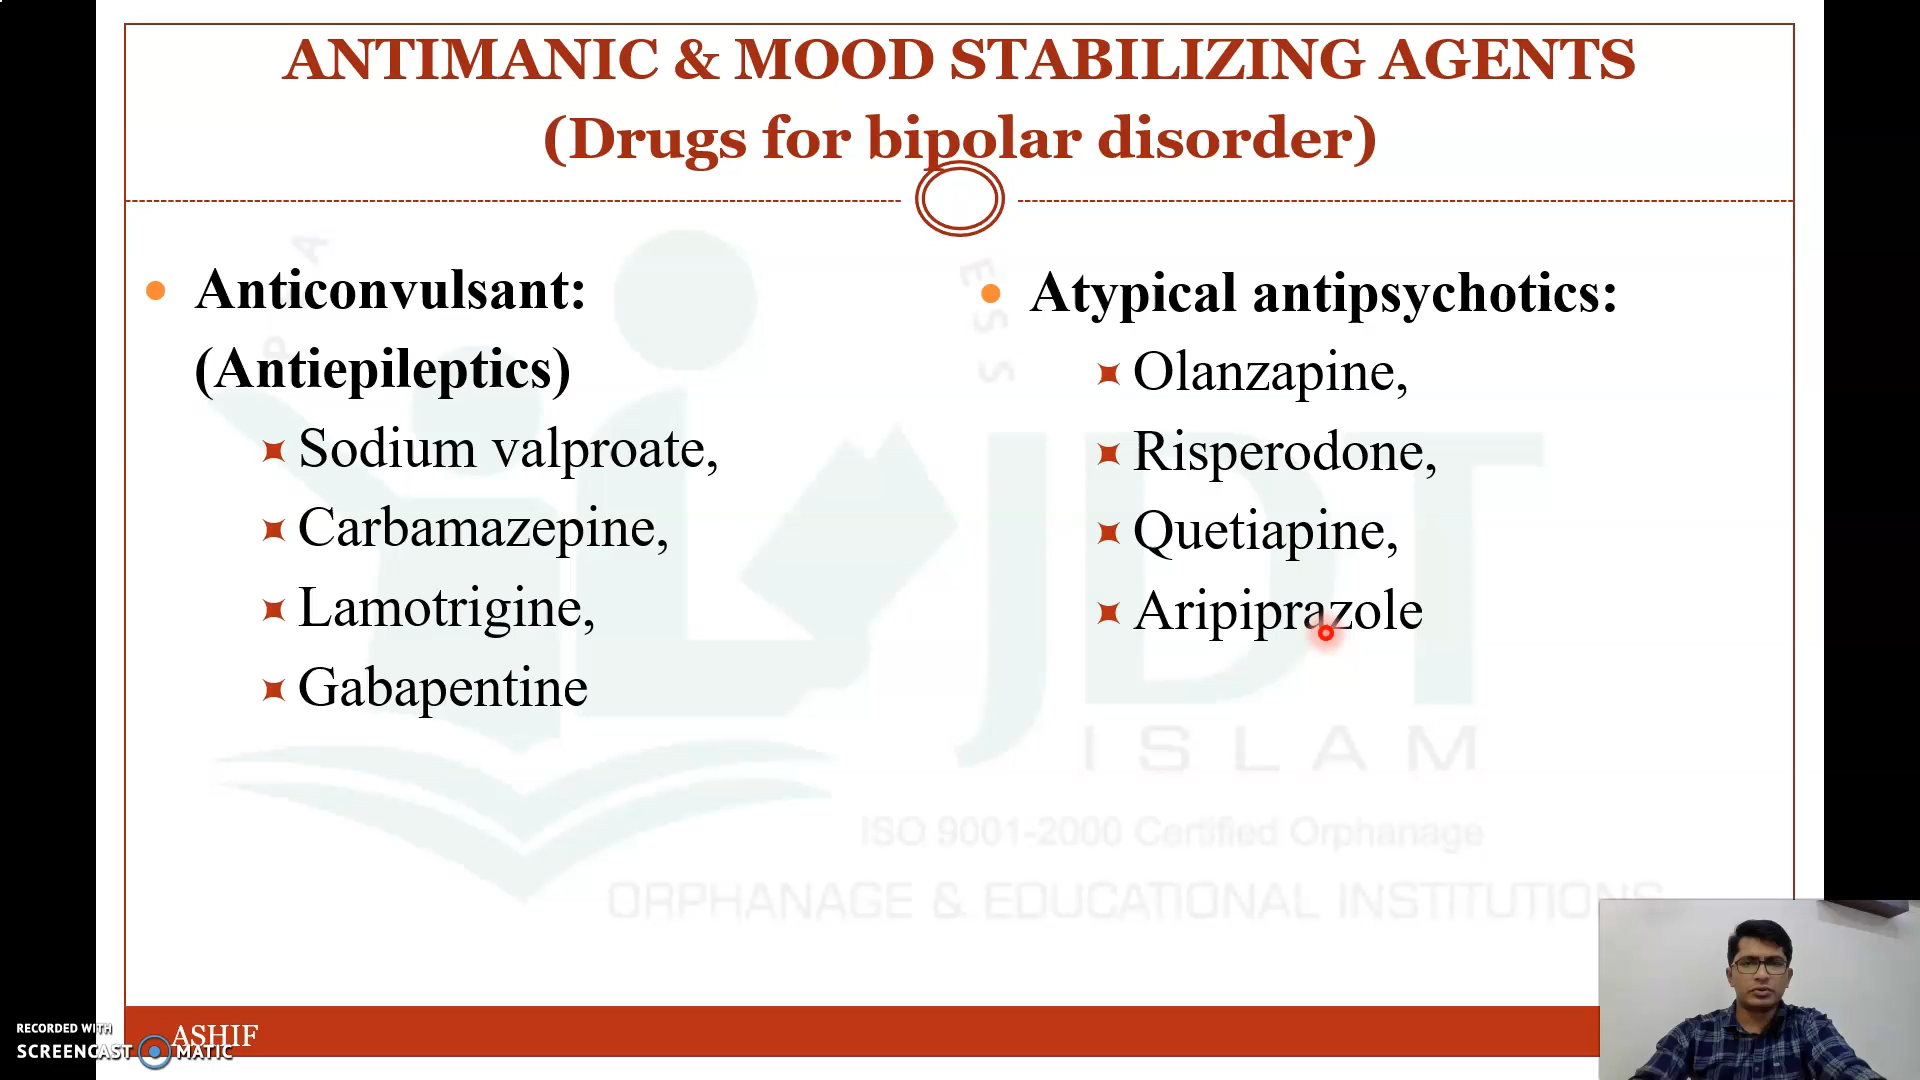 ANTIMANIC & MOOD STABILIZING AGENTS
(Drugs for bipolar disorder)
Anticonvulsant:
(Antiepileptics)
Sodium valproate,
Carbamazepine,
Lamotrigine,
Gabapentine
Atypical antipsychotics:
Olanzapine,
Risperodone,
Quetiapine,
Aripiprazole
JDT
ISLAM
ISO 9001-2000 Certified Orphanage
ORPHANAGE & EDUCATIONAL INSTITUTIONS
ASHIF
RECORDED WITH
SCREENCAST MATIC